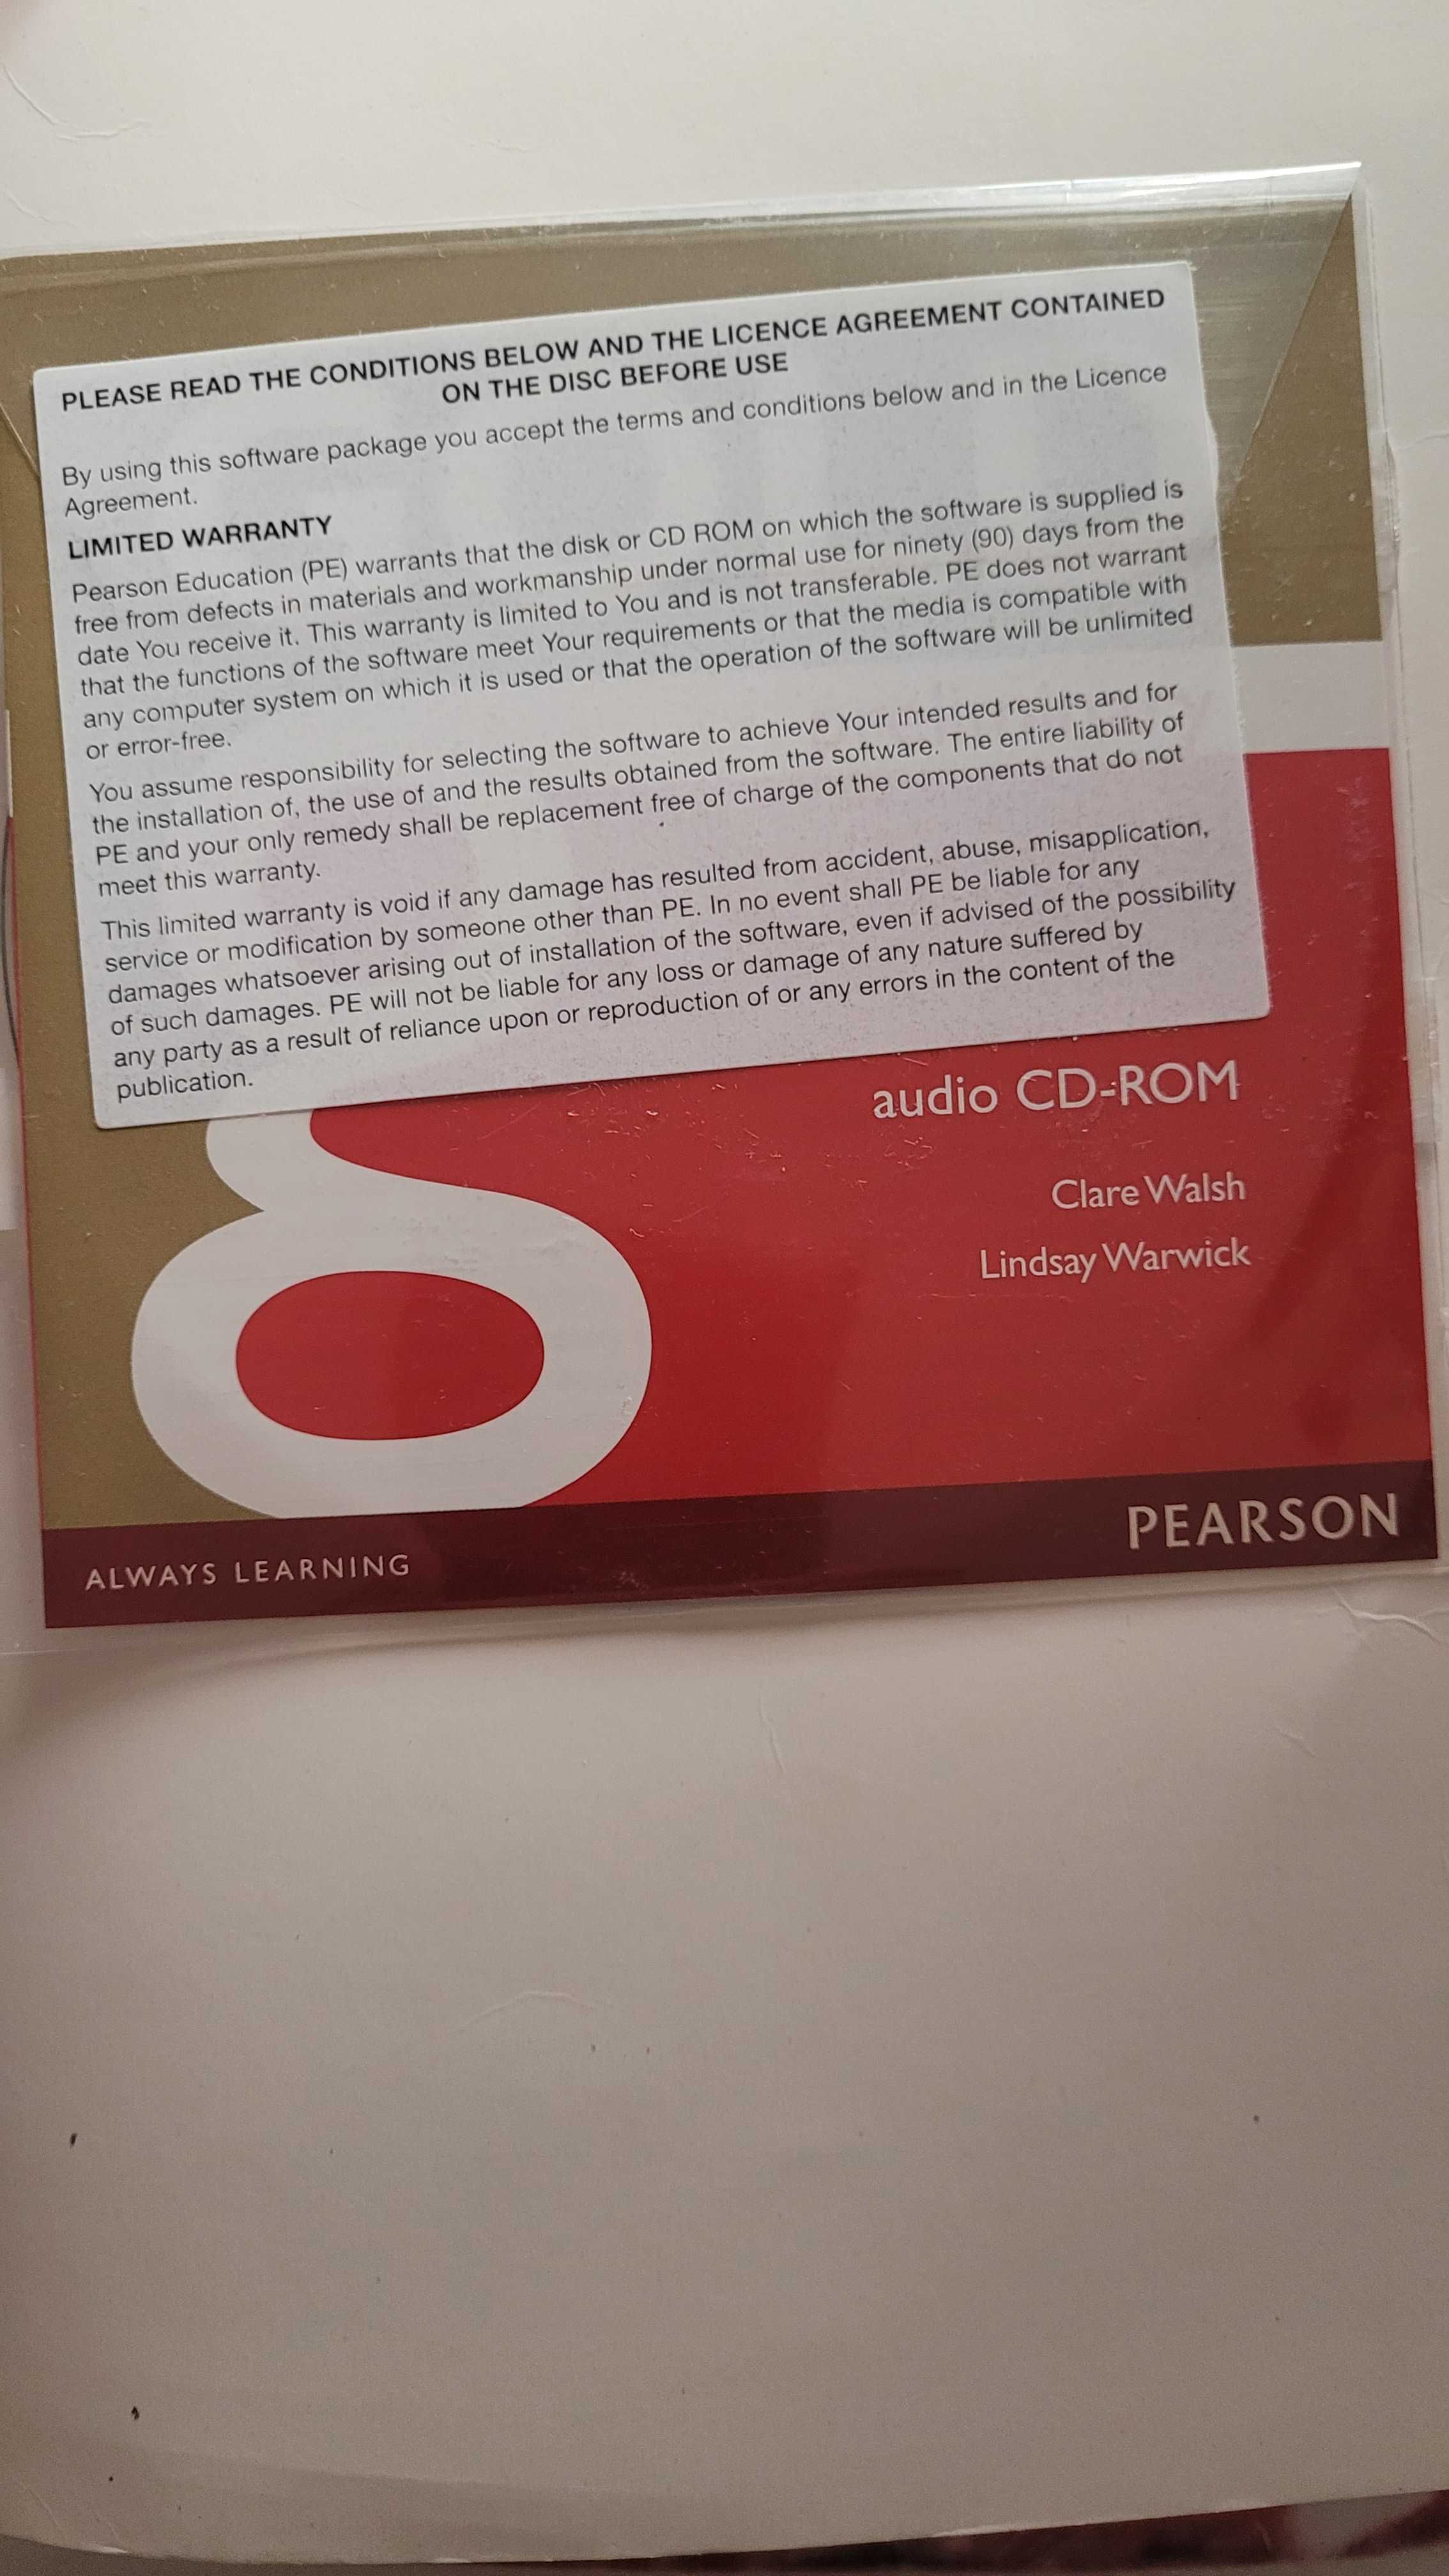 PLEASE READ THE CONDITIONS BELOW AND THE LICENCE AGREEMENT CONTAINED
ON THE DISC BEFORE USE
By using this software package you accept the terms and conditions below and in the Licence
Agreement.
LIMITED WARRANTY
Pearson Education (PE) warrants that the disk or CD ROM on which the software is supplied is
free from defects in materials and workmanship under normal use for ninety (90) days from the
date You receive it. This warranty is limited to You and is not transferable. PE does not warrant
that the functions of the software meet Your requirements or that the media is compatible with
any computer system on which it is used or that the operation of the software will be unlimited
or error-free.
You assume responsibility for selecting the software to achieve Your intended results and for
the installation of, the use of and the results obtained from the software. The entire liability of
PE and your only remedy shall be replacement free of charge of the components that do not
meet this warranty.
This limited warranty is void if any damage has resulted from accident, abuse, misapplication,
service or modification by someone other than PE. In no event shall PE be liable for any
damages whatsoever arising out of installation of the software, even if advised of the possibility
of such damages. PE will not be liable for any loss or damage of any nature suffered by
any party as a result of reliance upon or reproduction of or any errors in the content of the
publication.
audio CD-ROM
Clare Walsh
Lindsay Warwick
ALWAYS LEARNING
PEARSON